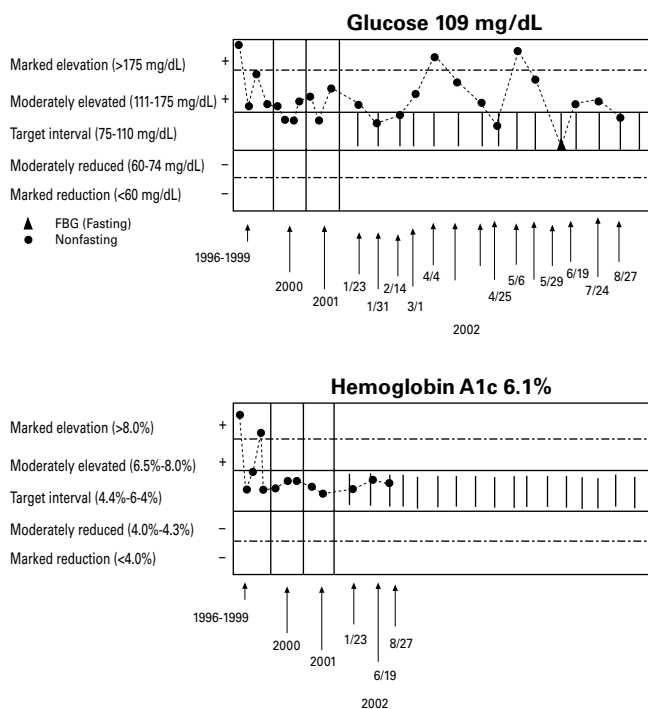 Glucose 109 mg/dL
Marked elevation (>175 mg/dL) +
Moderately elevated (111-175 mg/dL) +
Target interval (75-110 mg/dL)
Moderately reduced (60-74 mg/dL) –
Marked reduction (<60 mg/dL) –
▲ FBG (Fasting)
● Nonfasting
1996-1999
2000
2001
1/23
1/31
2/14
3/1
4/4
4/25
5/6
5/29
6/19
7/24
8/27
2002
Hemoglobin A1c 6.1%
Marked elevation (>8.0%) +
Moderately elevated (6.5%-8.0%) +
Target interval (4.4%-6-4%)
Moderately reduced (4.0%-4.3%) –
Marked reduction (<4.0%) –
1996-1999
2000
2001
1/23
6/19
8/27
2002